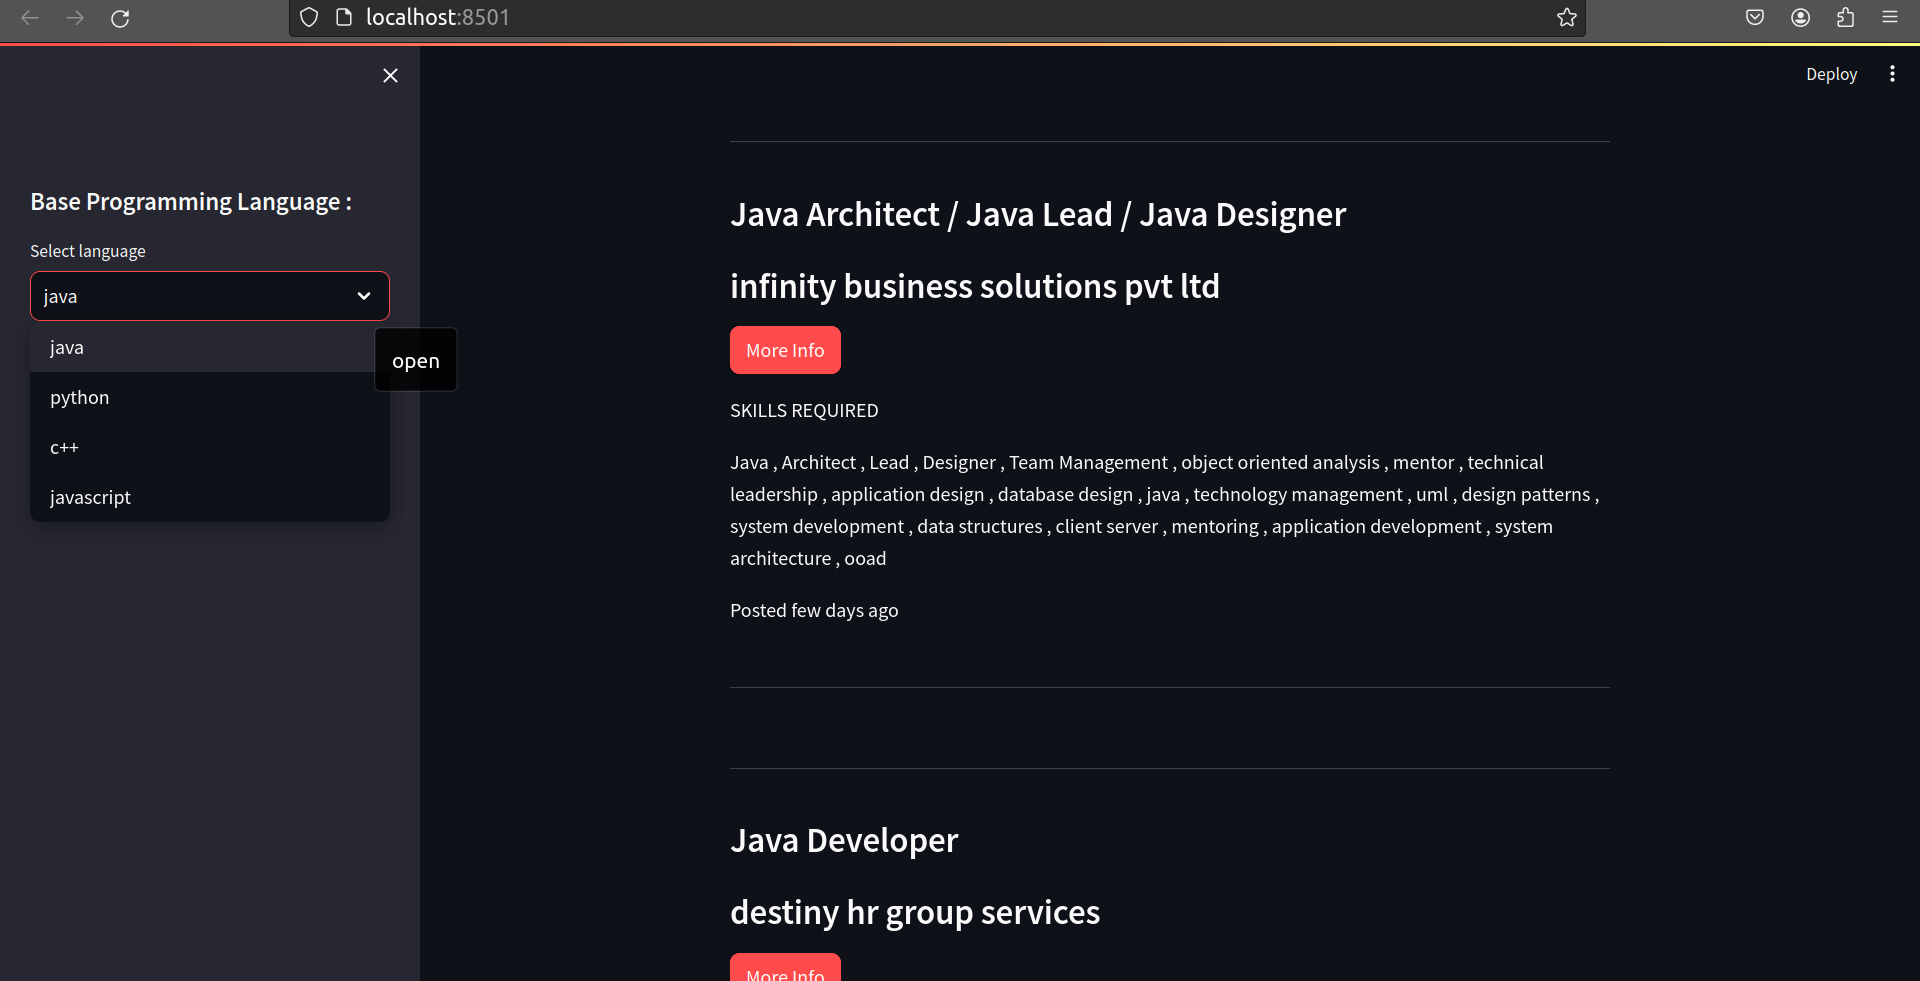 localhost:8501
Deploy
Base Programming Language :
Select language
java
java
open
python
c++
javascript
Java Architect / Java Lead / Java Designer
infinity business solutions pvt ltd
More Info
SKILLS REQUIRED
Java , Architect , Lead , Designer , Team Management , object oriented analysis , mentor , technical
leadership , application design , database design , java , technology management , uml , design patterns ,
system development , data structures , client server , mentoring , application development , system
architecture , ooad
Posted few days ago
Java Developer
destiny hr group services
More Info